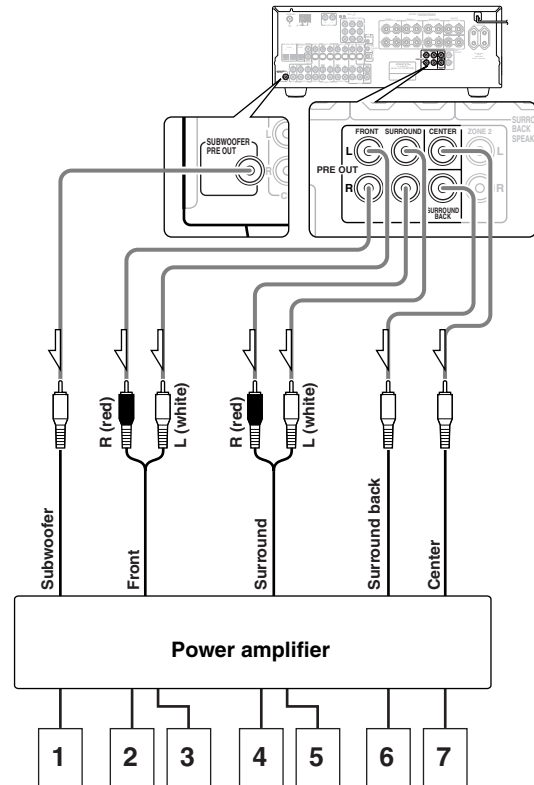 SUBWOOFER
PRE OUT
L
R
C
FRONT SURROUND CENTER
ZONE 2
SURRO
BACK
SPEAK
L
L
PRE OUT
R
R
SURROUND
BACK
R (red)
L (white)
R (red)
L (white)
Subwoofer
Front
Surround
Surround back
Center
Power amplifier
1 2 3 4 5 6 7